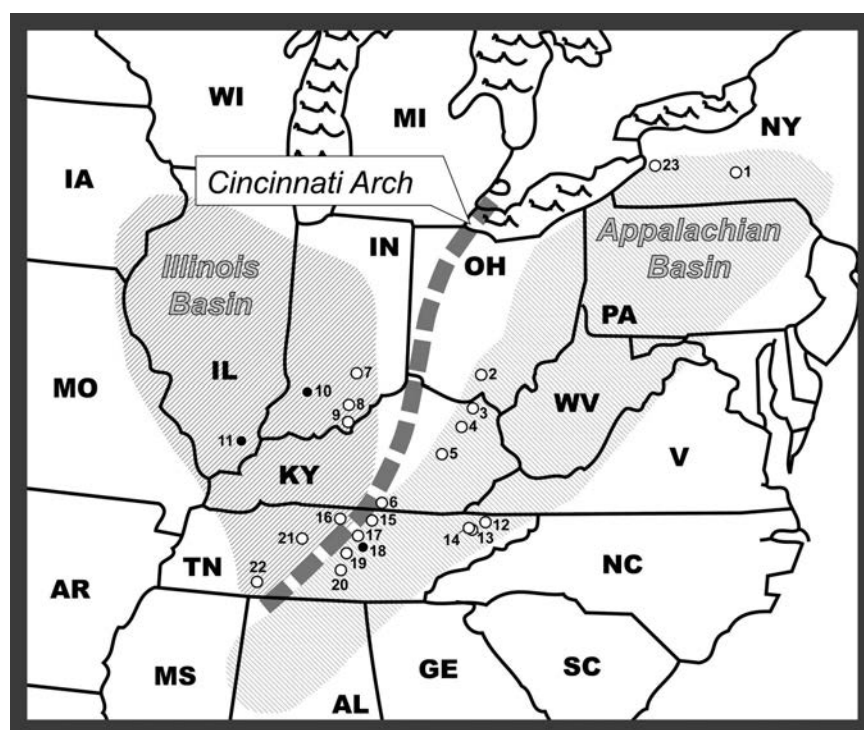 WI
MI
NY
IA
Cincinnati Arch
23
1
Illinois
Basin
IN
OH
Appalachian
Basin
PA
MO
IL
10
7
8
9
2
3
4
5
WV
11
KY
V
6
16
15
12
13
14
21
17
18
19
20
22
TN
NC
AR
MS
AL
GE
SC